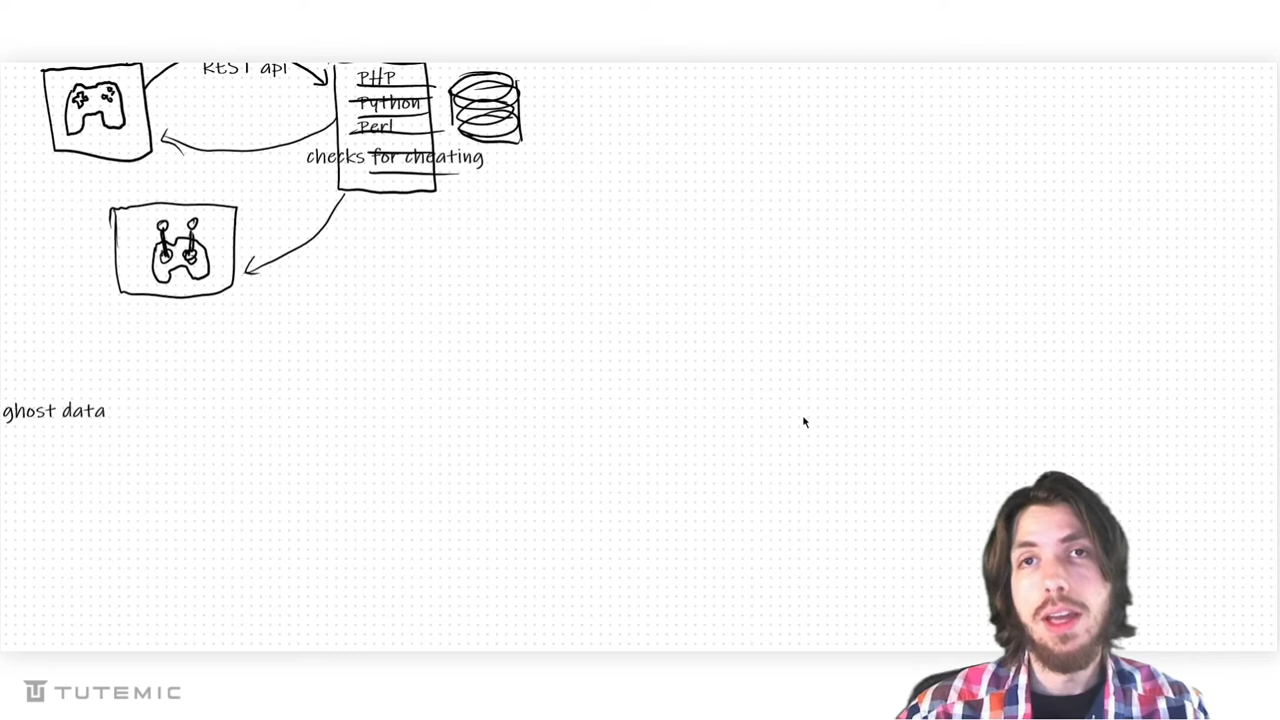 REST api
PHP
Python
Perl
checks for cheating
ghost data
TUTEMIC